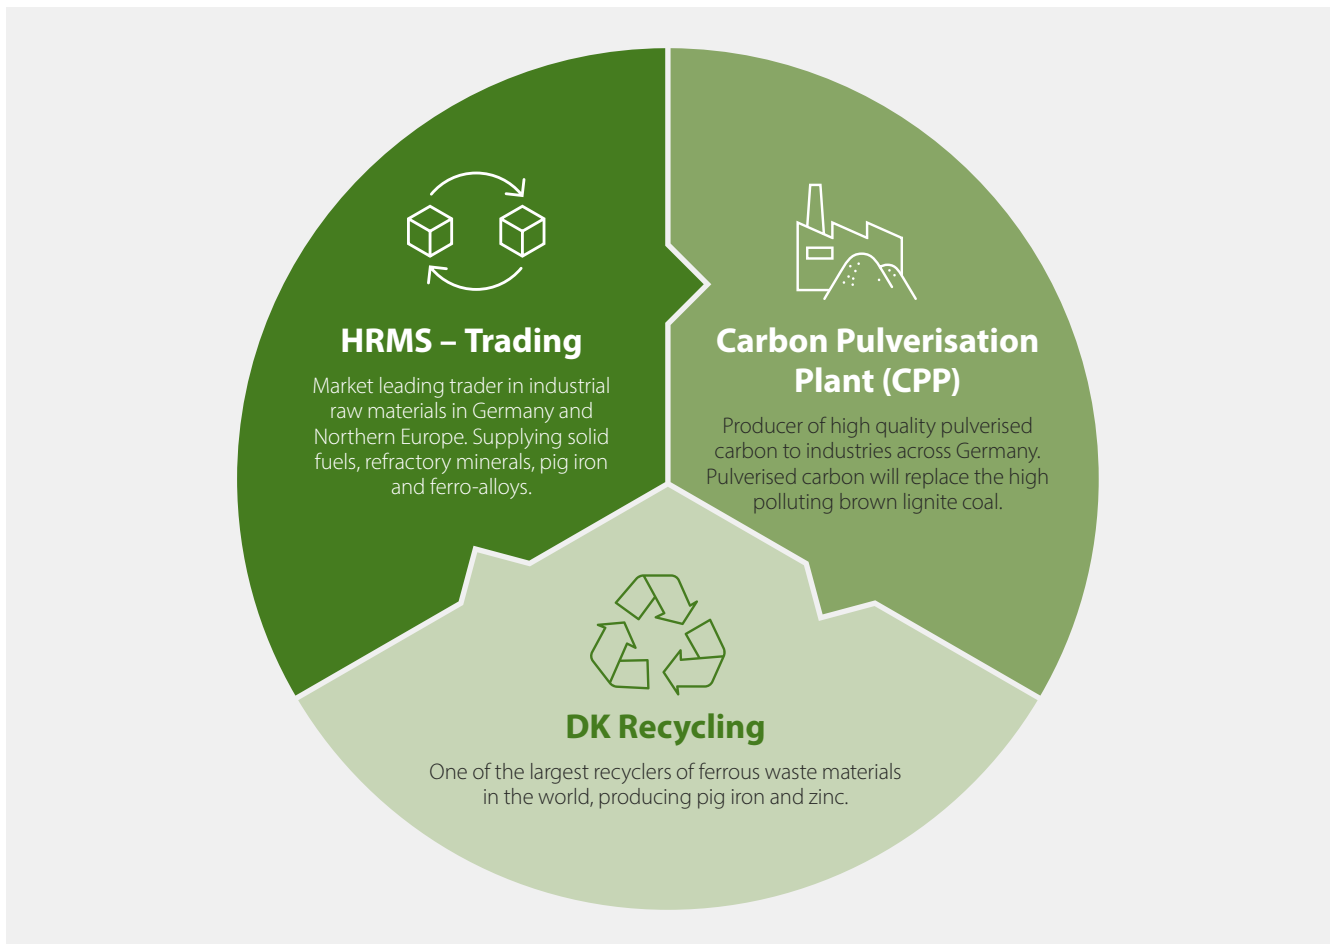 HRMS – Trading
Market leading trader in industrial
raw materials in Germany and
Northern Europe. Supplying solid
fuels, refractory minerals, pig iron
and ferro-alloys.
Carbon Pulverisation
Plant (CPP)
Producer of high quality pulverised
carbon to industries across Germany.
Pulverised carbon will replace the high
polluting brown lignite coal.
DK Recycling
One of the largest recyclers of ferrous waste materials
in the world, producing pig iron and zinc.